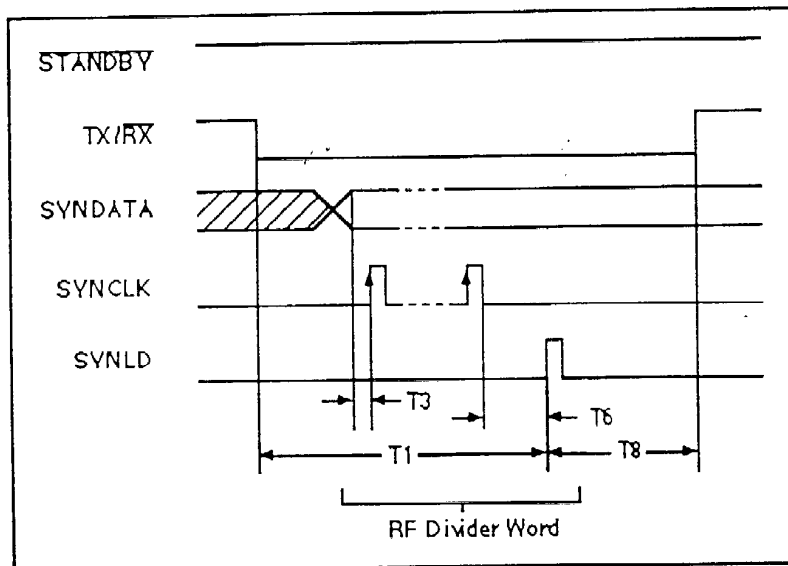 STANDBY
TX/RX
SYNDATA
SYNCLK
SYNLD
T3
T6
T1
T8
RF Divider Word